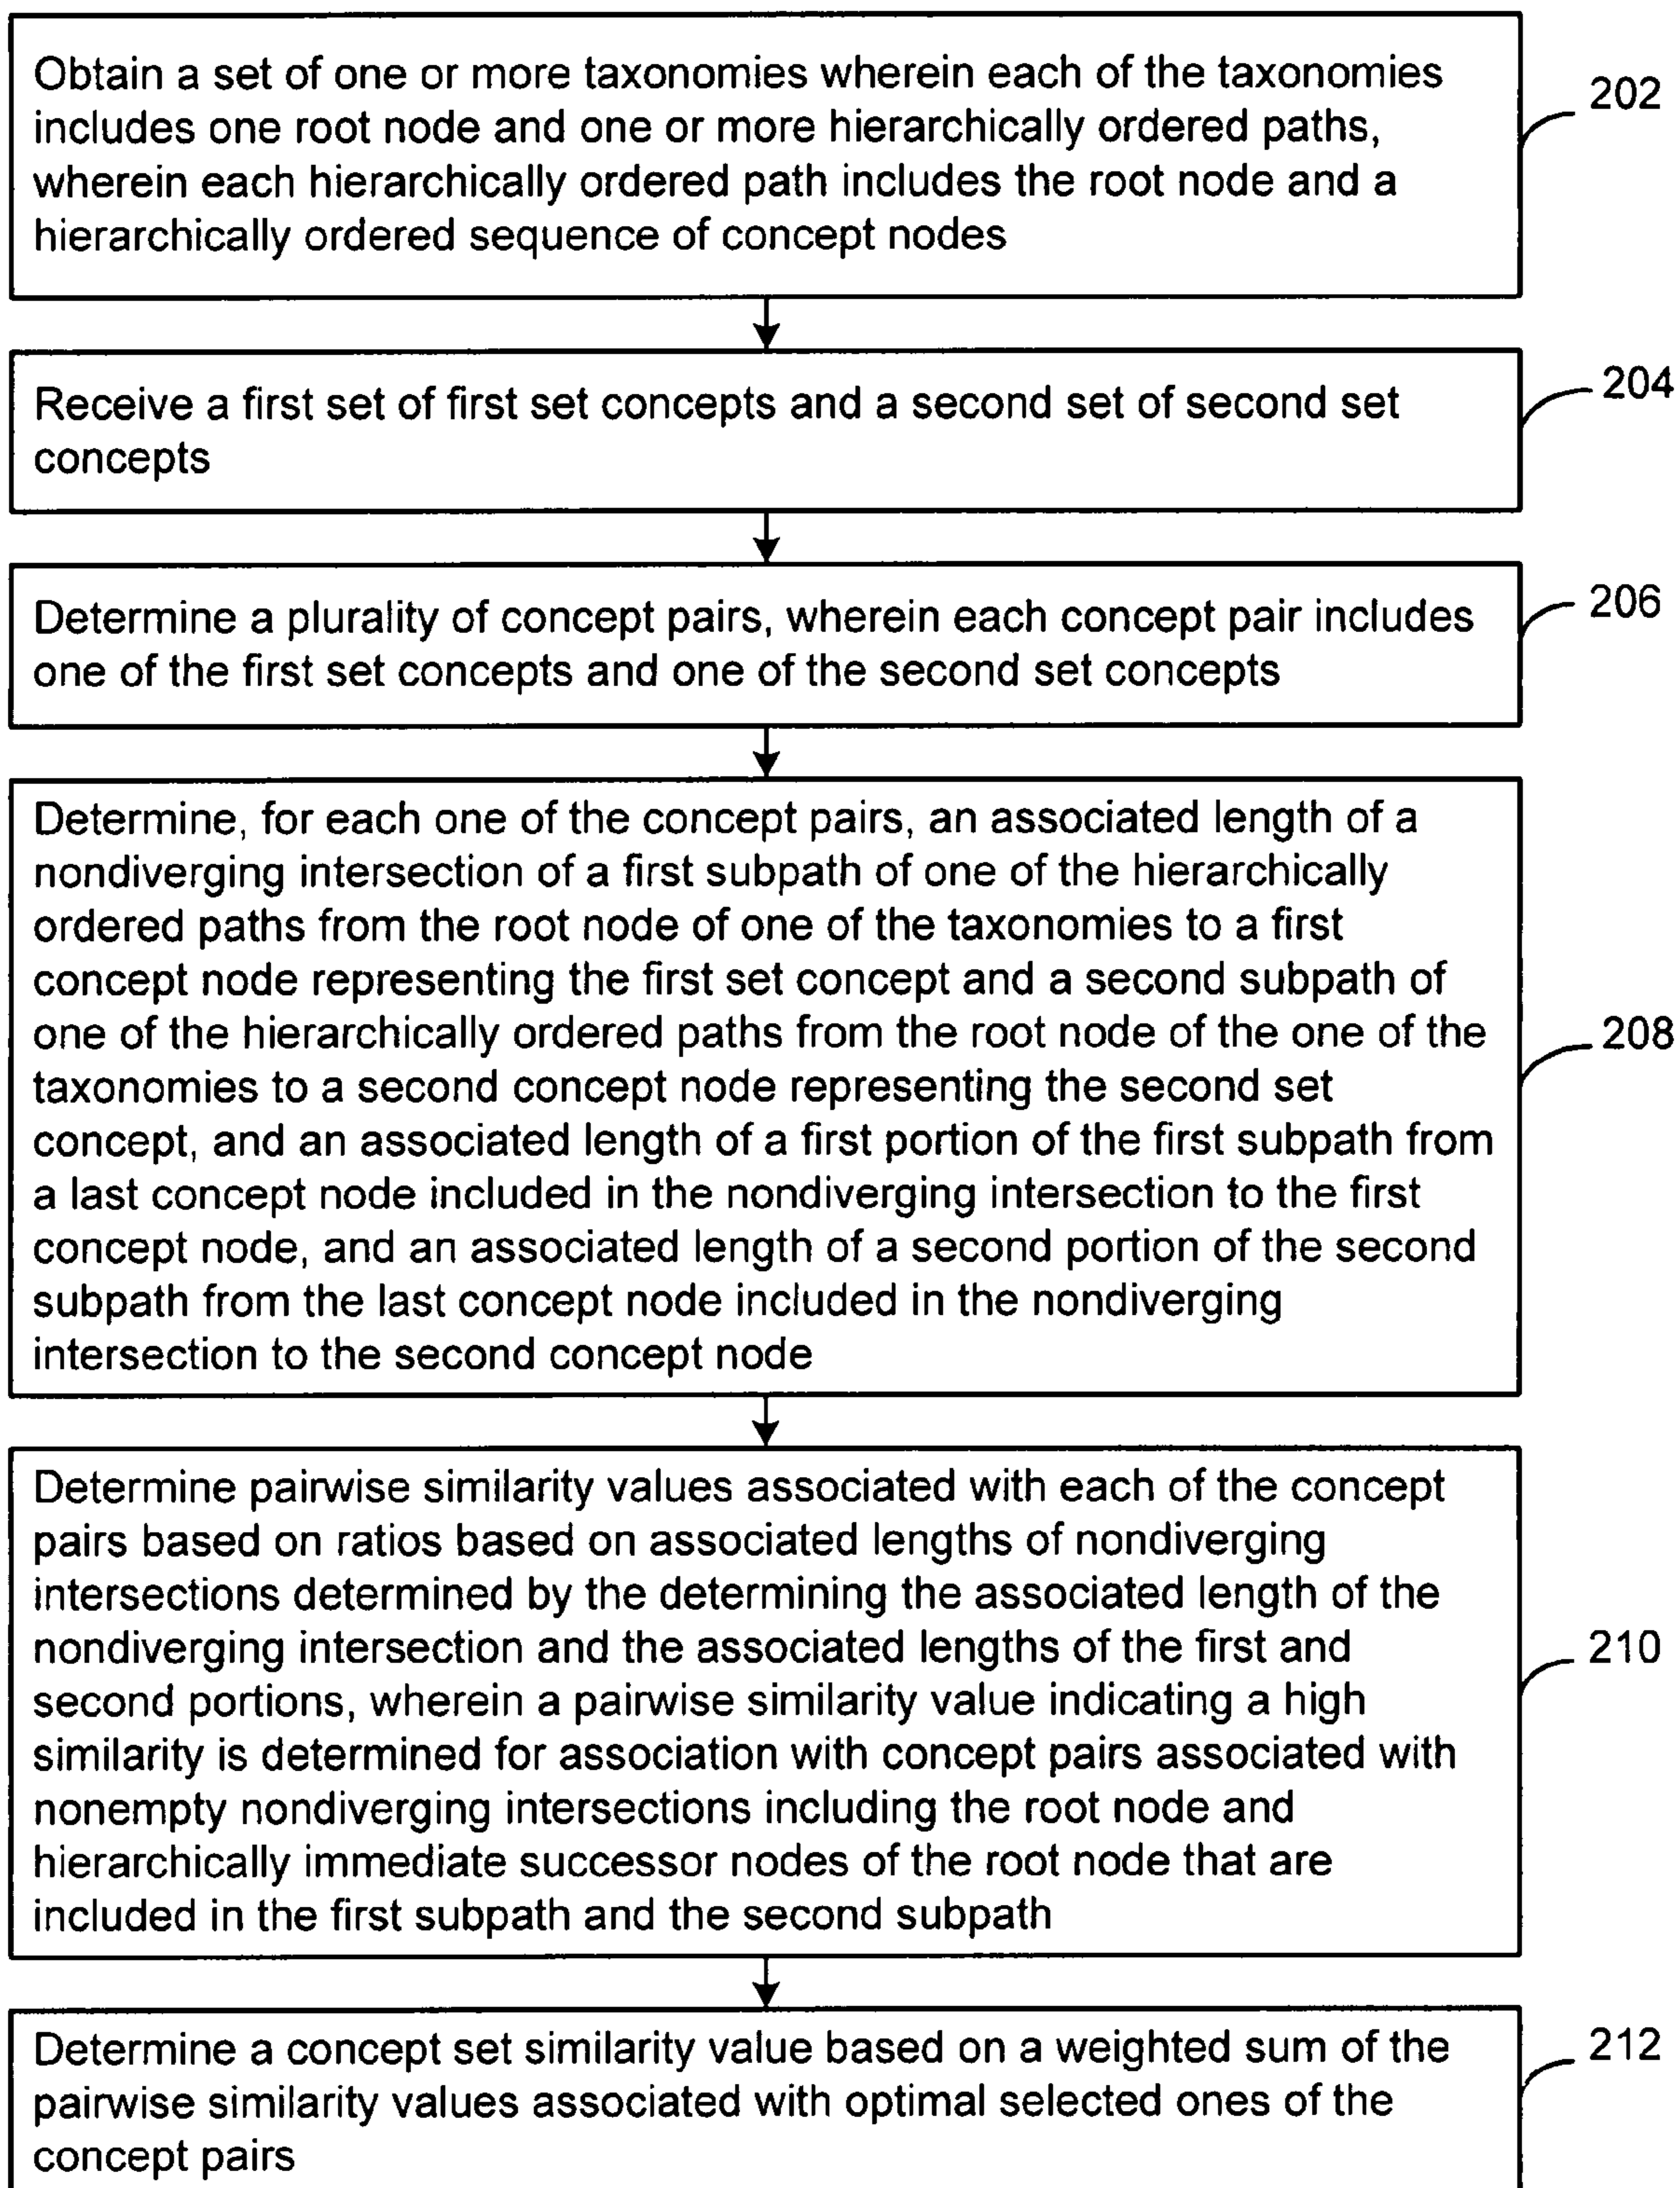 Obtain a set of one or more taxonomies wherein each of the taxonomies
includes one root node and one or more hierarchically ordered paths,
wherein each hierarchically ordered path includes the root node and a
hierarchically ordered sequence of concept nodes
202
Receive a first set of first set concepts and a second set of second set
concepts
204
Determine a plurality of concept pairs, wherein each concept pair includes
one of the first set concepts and one of the second set concepts
206
Determine, for each one of the concept pairs, an associated length of a
nondiverging intersection of a first subpath of one of the hierarchically
ordered paths from the root node of one of the taxonomies to a first
concept node representing the first set concept and a second subpath of
one of the hierarchically ordered paths from the root node of the one of the
taxonomies to a second concept node representing the second set
concept, and an associated length of a first portion of the first subpath from
a last concept node included in the nondiverging intersection to the first
concept node, and an associated length of a second portion of the second
subpath from the last concept node included in the nondiverging
intersection to the second concept node
208
Determine pairwise similarity values associated with each of the concept
pairs based on ratios based on associated lengths of nondiverging
intersections determined by the determining the associated length of the
nondiverging intersection and the associated lengths of the first and
second portions, wherein a pairwise similarity value indicating a high
similarity is determined for association with concept pairs associated with
nonempty nondiverging intersections including the root node and
hierarchically immediate successor nodes of the root node that are
included in the first subpath and the second subpath
210
Determine a concept set similarity value based on a weighted sum of the
pairwise similarity values associated with optimal selected ones of the
concept pairs
212